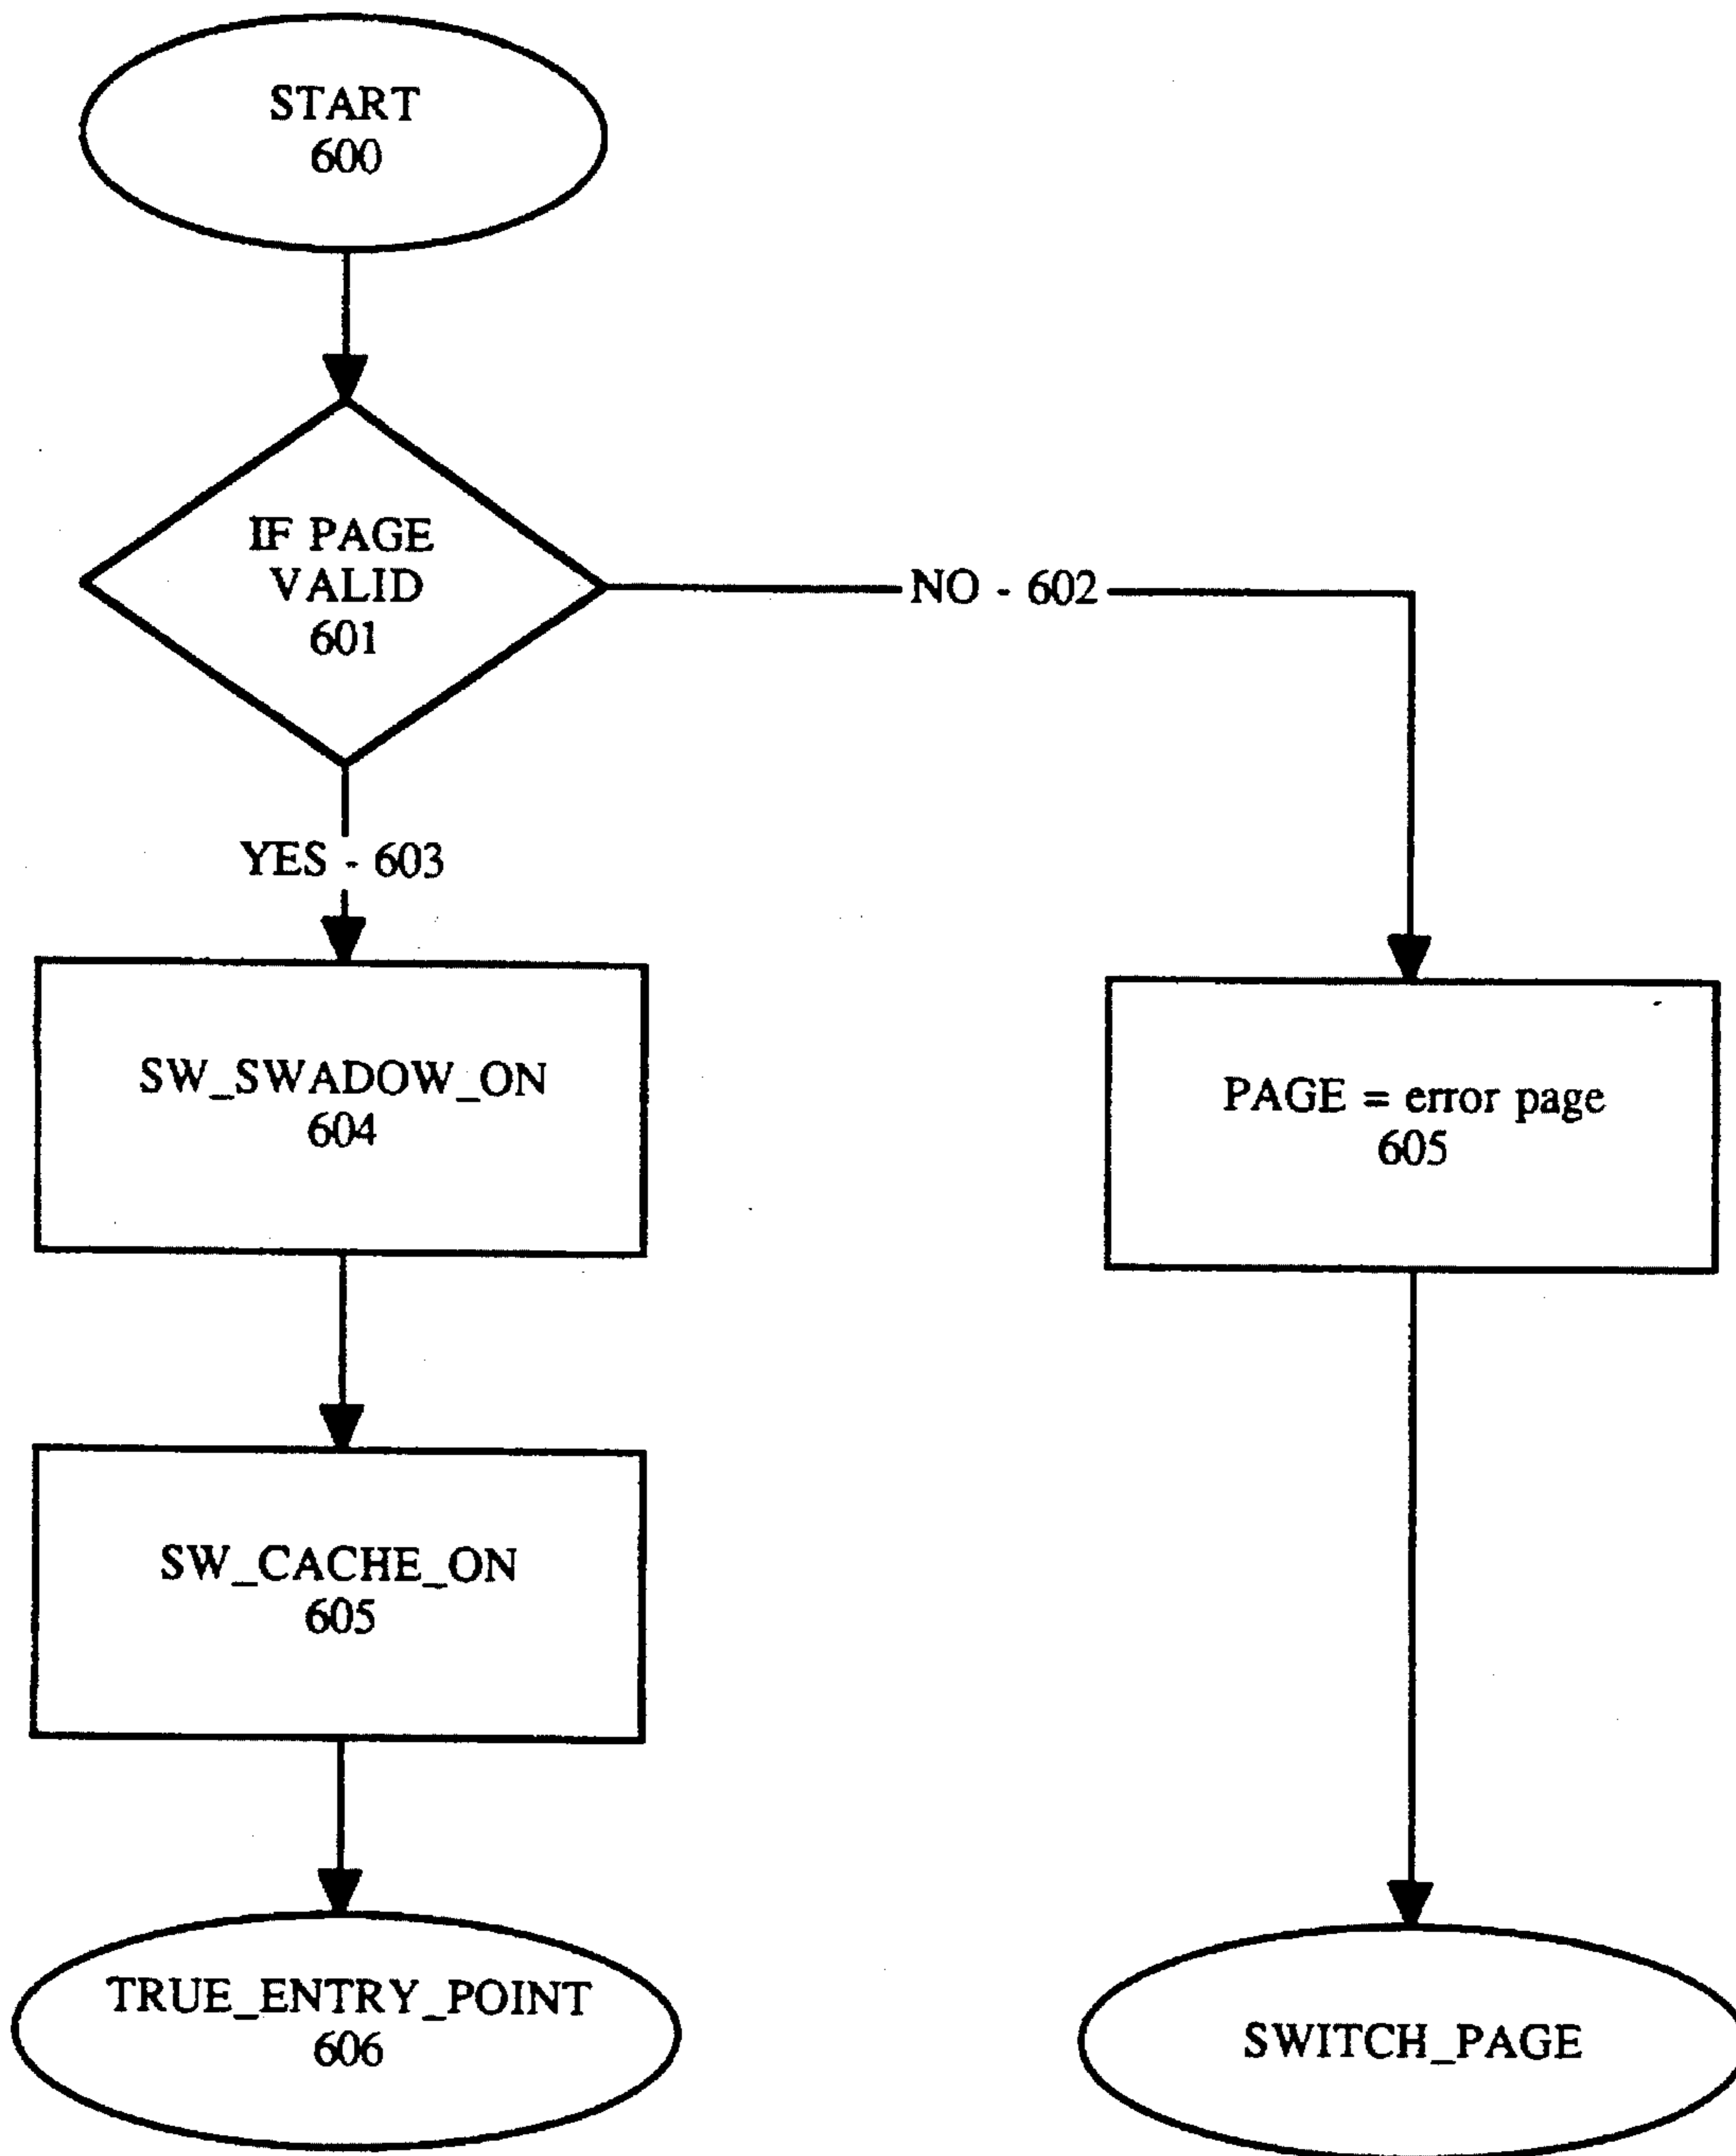 START
600
IF PAGE
VALID
601
NO - 602
YES - 603
SW_SWADOW_ON
604
PAGE = error page
605
SW_CACHE_ON
605
TRUE_ENTRY_POINT
606
SWITCH_PAGE